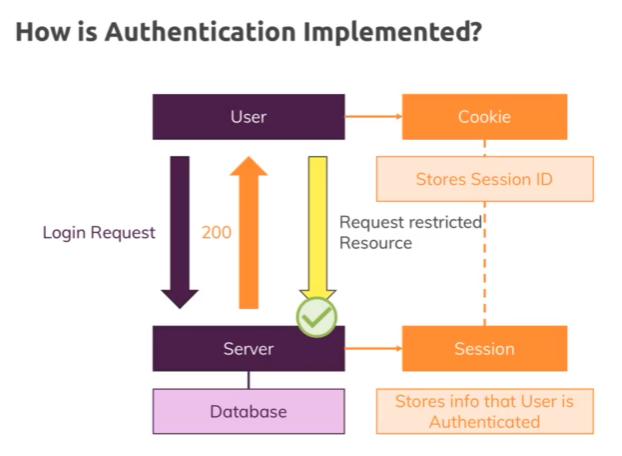 How is Authentication Implemented?
User
Cookie
Stores Session ID
Login Request
200
Request restricted
Resource
Server
Session
Database
Stores info that User is
Authenticated